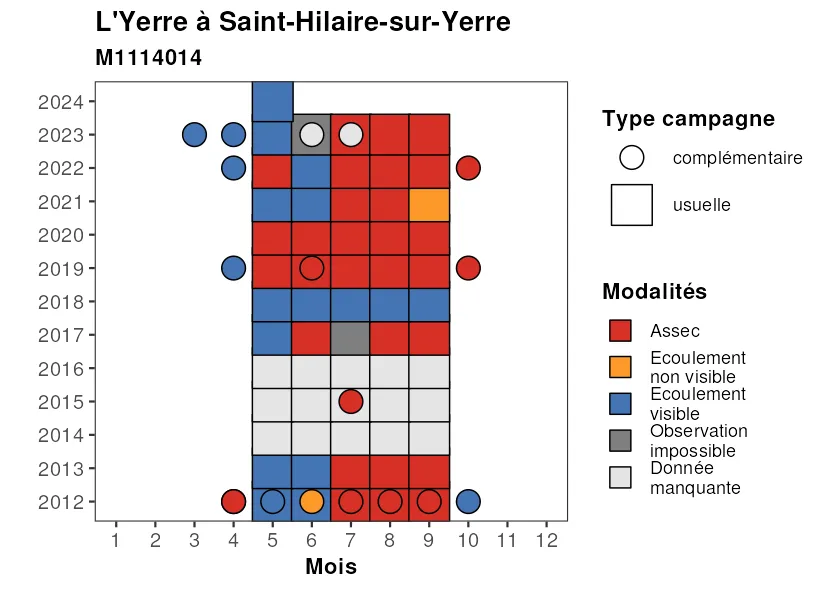 L'Yerre à Saint-Hilaire-sur-Yerre
M1114014
2024
2023
2022
2021
2020
2019
2018
2017
2016
2015
2014
2013
2012
1 2 3 4 5 6 7 8 9 10 11 12
Mois
Type campagne
complémentaire
usuelle
Modalités
Assec
Ecoulement
non visible
Ecoulement
visible
Observation
impossible
Donnée
manquante